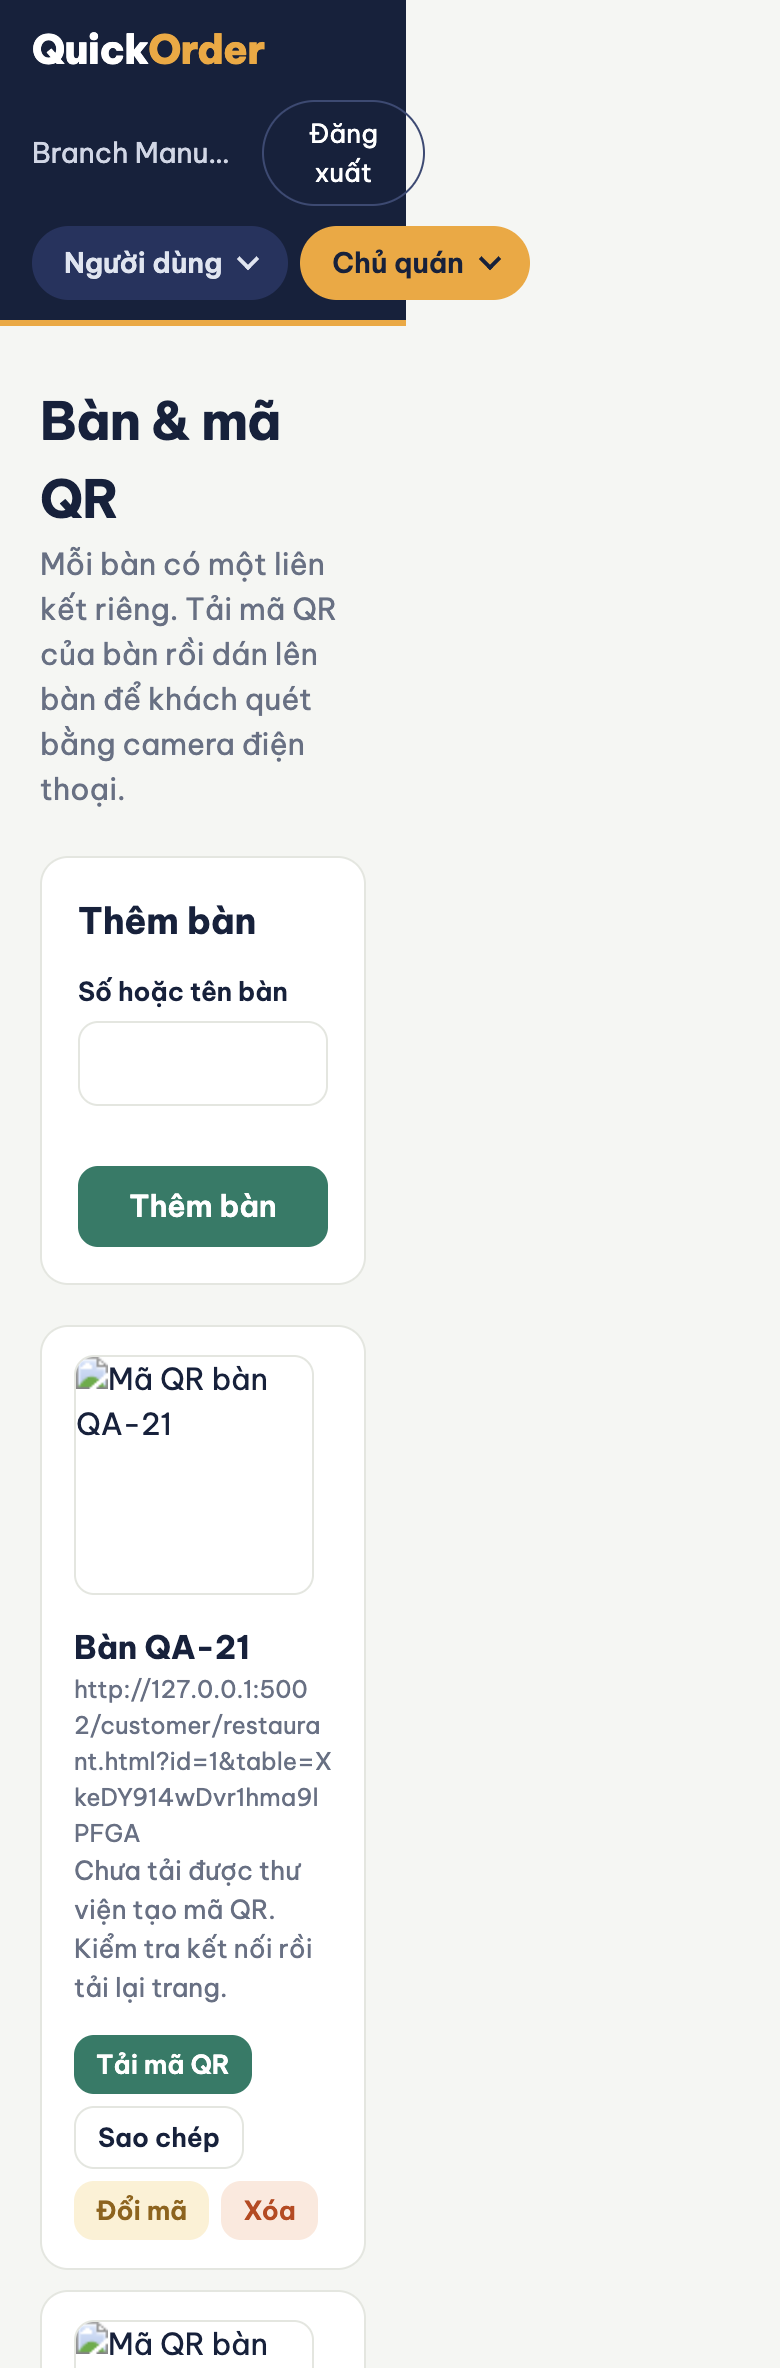 QuickOrder
Branch Manu...
Đăng
xuất
Người dùng
Chủ quán
Bàn & mã
QR
Mỗi bàn có một liên
kết riêng. Tải mã QR
của bàn rồi dán lên
bàn để khách quét
bằng camera điện
thoại.
Thêm bàn
Số hoặc tên bàn
Thêm bàn
Mã QR bàn
QA-21
Bàn QA-21
http://127.0.0.1:500
2/customer/restaura
nt.html?id=1&table=X
keDY914wDvr1hma9l
PFGA
Chưa tải được thư
viện tạo mã QR.
Kiểm tra kết nối rồi
tải lại trang.
Tải mã QR
Sao chép
Đổi mã
Xóa
Mã QR bàn